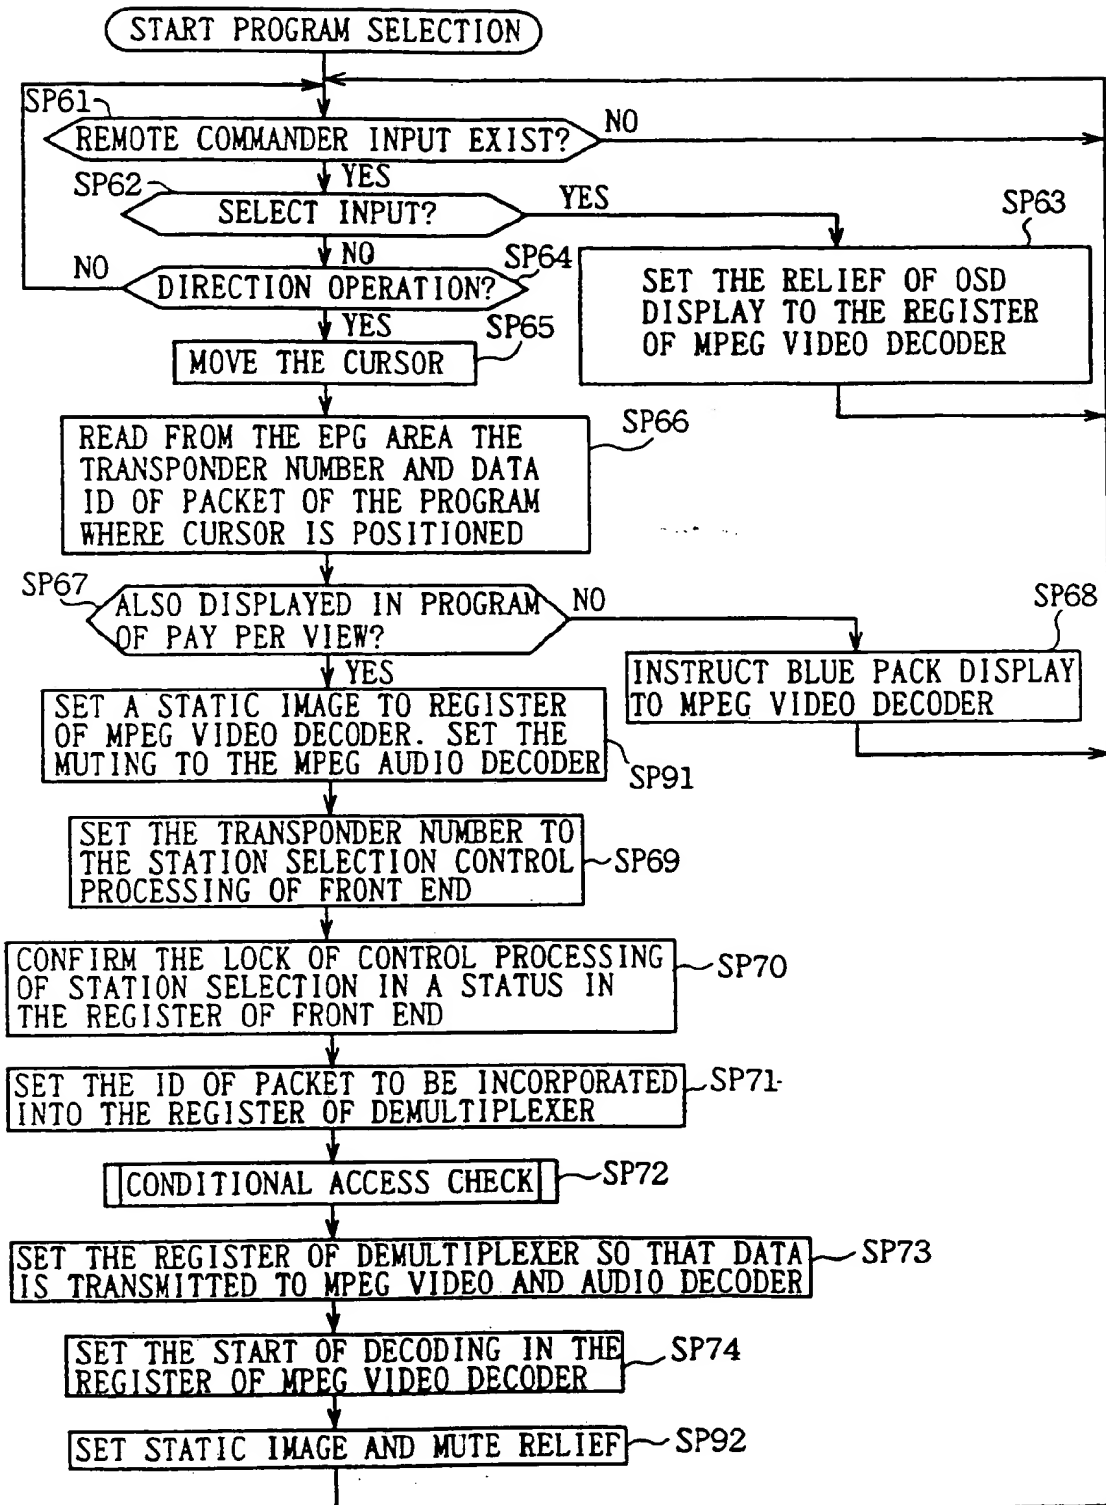 START PROGRAM SELECTION
SP61
REMOTE COMMANDER INPUT EXIST?
NO
YES
SP62
SELECT INPUT?
YES
SP63
SET THE RELIEF OF OSD
DISPLAY TO THE REGISTER
OF MPEG VIDEO DECODER
NO
SP64
NO
DIRECTION OPERATION?
YES
SP65
MOVE THE CURSOR
SP66
READ FROM THE EPG AREA THE
TRANSPONDER NUMBER AND DATA
ID OF PACKET OF THE PROGRAM
WHERE CURSOR IS POSITIONED
SP67
ALSO DISPLAYED IN PROGRAM
OF PAY PER VIEW?
NO
SP68
INSTRUCT BLUE PACK DISPLAY
TO MPEG VIDEO DECODER
YES
SET A STATIC IMAGE TO REGISTER
OF MPEG VIDEO DECODER. SET THE
MUTING TO THE MPEG AUDIO DECODER
SP91
SET THE TRANSPONDER NUMBER TO
THE STATION SELECTION CONTROL
PROCESSING OF FRONT END
SP69
CONFIRM THE LOCK OF CONTROL PROCESSING
OF STATION SELECTION IN A STATUS IN
THE REGISTER OF FRONT END
SP70
SET THE ID OF PACKET TO BE INCORPORATED
INTO THE REGISTER OF DEMULTIPLEXER
SP71
CONDITIONAL ACCESS CHECK
SP72
SET THE REGISTER OF DEMULTIPLEXER SO THAT DATA
IS TRANSMITTED TO MPEG VIDEO AND AUDIO DECODER
SP73
SET THE START OF DECODING IN THE
REGISTER OF MPEG VIDEO DECODER
SP74
SET STATIC IMAGE AND MUTE RELIEF
SP92